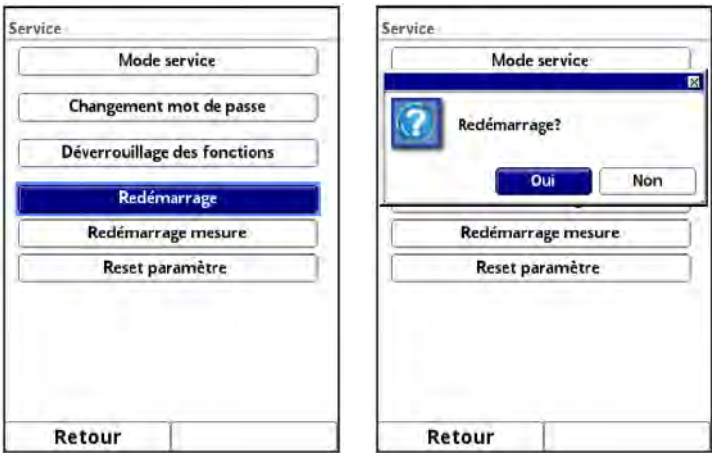 Service
Mode service
Changement mot de passe
Déverrouillage des fonctions
Redémarrage
Redémarrage mesure
Reset paramètre
Retour
Service
Mode service
Redémarrage?
Oui Non
Redémarrage mesure
Reset paramètre
Retour